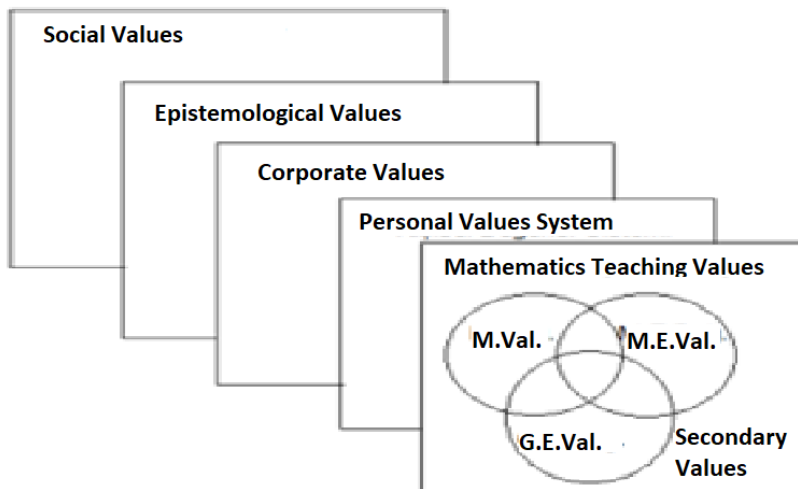 Social Values
Epistemological Values
Corporate Values
Personal Values System
Mathematics Teaching Values
M.Val.
M.E.Val.
G.E.Val.
Secondary
Values